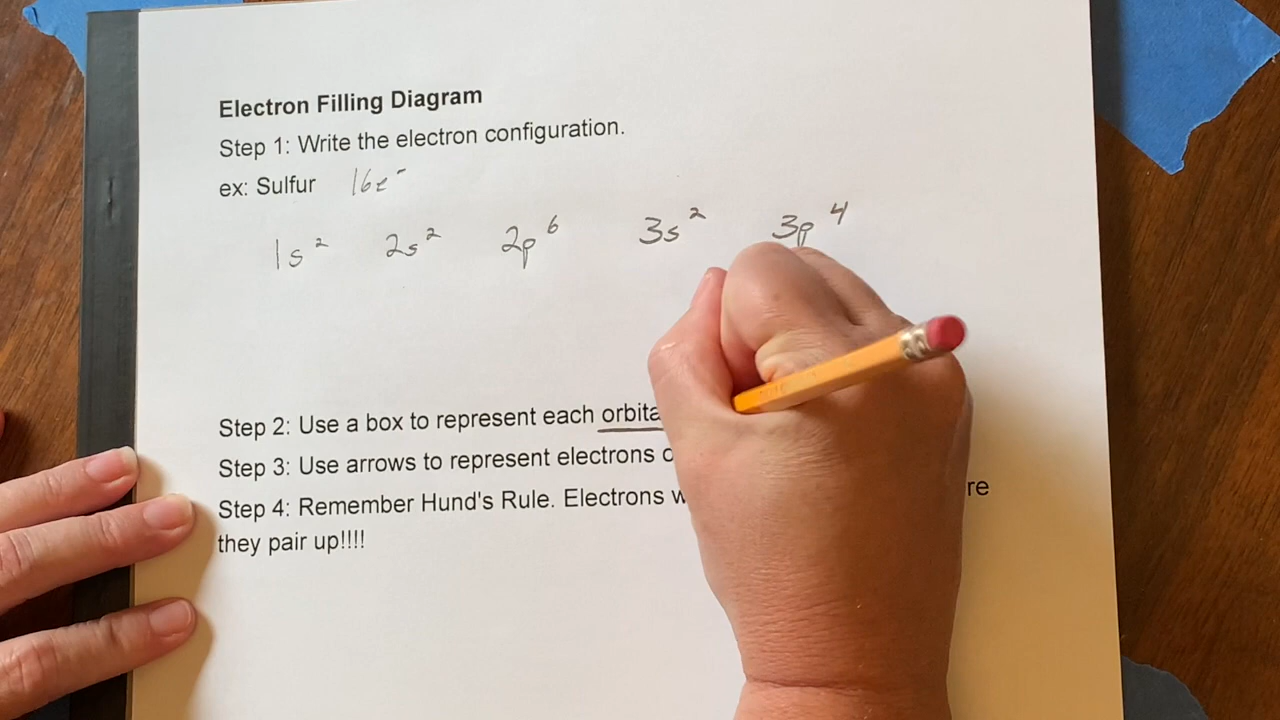 Electron Filling Diagram
Step 1: Write the electron configuration.
ex: Sulfur 16e⁻
1s² 2s² 2p⁶ 3s² 3p⁴
Step 2: Use a box to represent each
Step 3: Use arrows to represent electrons
Step 4: Remember Hund's Rule. Electrons
they pair up!!!!